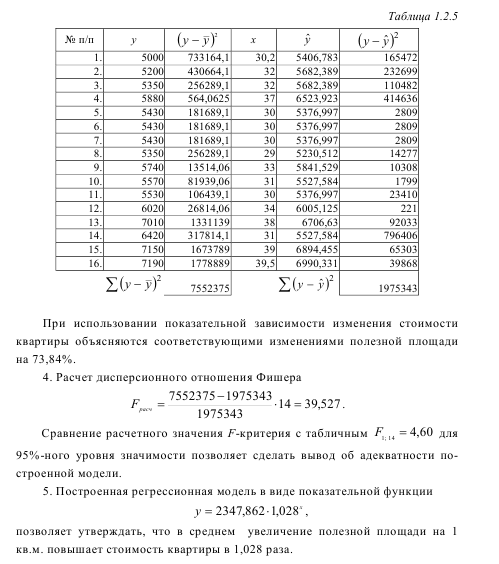 Таблица 1.2.5
№ п/п y (y – ȳ)² x ŷ (y – ŷ)²
1. 5000 733164,1 30,2 5406,783 165472
2. 5200 430664,1 32 5682,389 232699
3. 5350 256289,1 32 5682,389 110482
4. 5880 564,0625 37 6523,923 414636
5. 5430 181689,1 30 5376,997 2809
6. 5430 181689,1 30 5376,997 2809
7. 5430 181689,1 30 5376,997 2809
8. 5350 256289,1 29 5230,512 14277
9. 5740 13514,06 33 5841,529 10308
10. 5570 81939,06 31 5527,584 1799
11. 5530 106439,1 30 5376,997 23410
12. 6020 26814,06 34 6005,125 221
13. 7010 1331139 38 6706,63 92033
14. 6420 317814,1 31 5527,584 796406
15. 7150 1673789 39 6894,455 65303
16. 7190 1778889 39,5 6990,331 39868
∑(y – ȳ)² 7552375 ∑(y – ŷ)² 1975343
При использовании показательной зависимости изменения стоимости
квартиры объясняются соответствующими изменениями полезной площади
на 73,84%.
4. Расчет дисперсионного отношения Фишера
F расч = (7552375 – 1975343) / 1975343 · 14 = 39,527 .
Сравнение расчетного значения F-критерия с табличным F 1; 14 = 4,60 для
95%-ного уровня значимости позволяет сделать вывод об адекватности по-
строенной модели.
5. Построенная регрессионная модель в виде показательной функции
y = 2347,862 · 1,028ˣ ,
позволяет утверждать, что в среднем увеличение полезной площади на 1
кв.м. повышает стоимость квартиры в 1,028 раза.